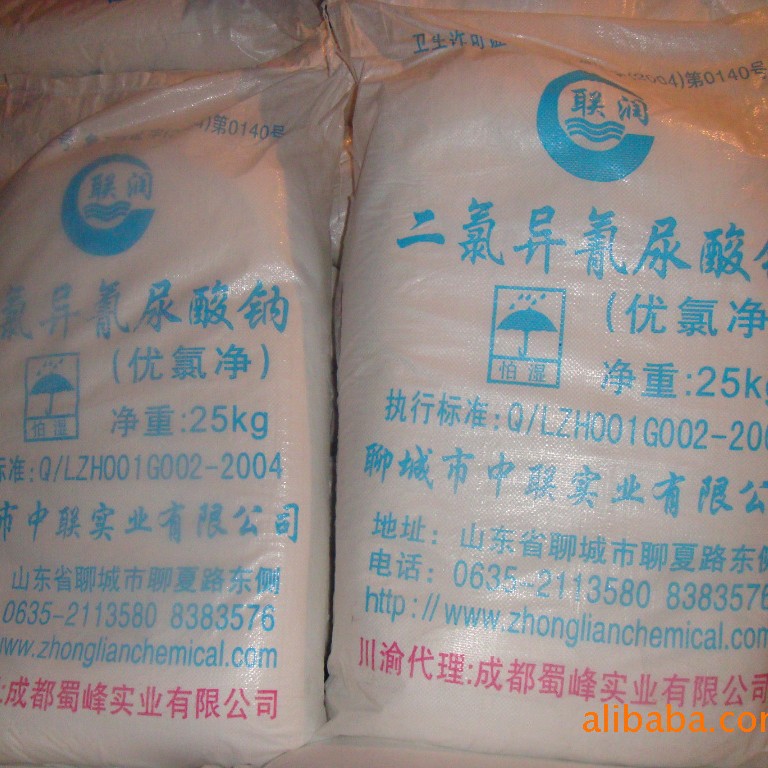 第0140号
联润
氯异氰尿酸钠
(优氯净)
怕湿
净重:25kg
标准:Q/LZH001G002-2004
市中联实业有限公司
山东省聊城市聊夏路东侧
0635-2113580 8383576
www.zhonglianchemical.com
:成都蜀峰实业有限公司
卫生许可证
(2004)第0140号
联润
二氯异氰尿酸钠
(优氯净
怕湿
净重:25kg
执行标准:Q/LZH001G002-200
聊城市中联实业有限公
地址:山东省聊城市聊夏路东侧
电话:0635-2113580 8383576
http://www.zhonglianchemical.com
川渝代理:成都蜀峰实业有限公司
alibaba.com